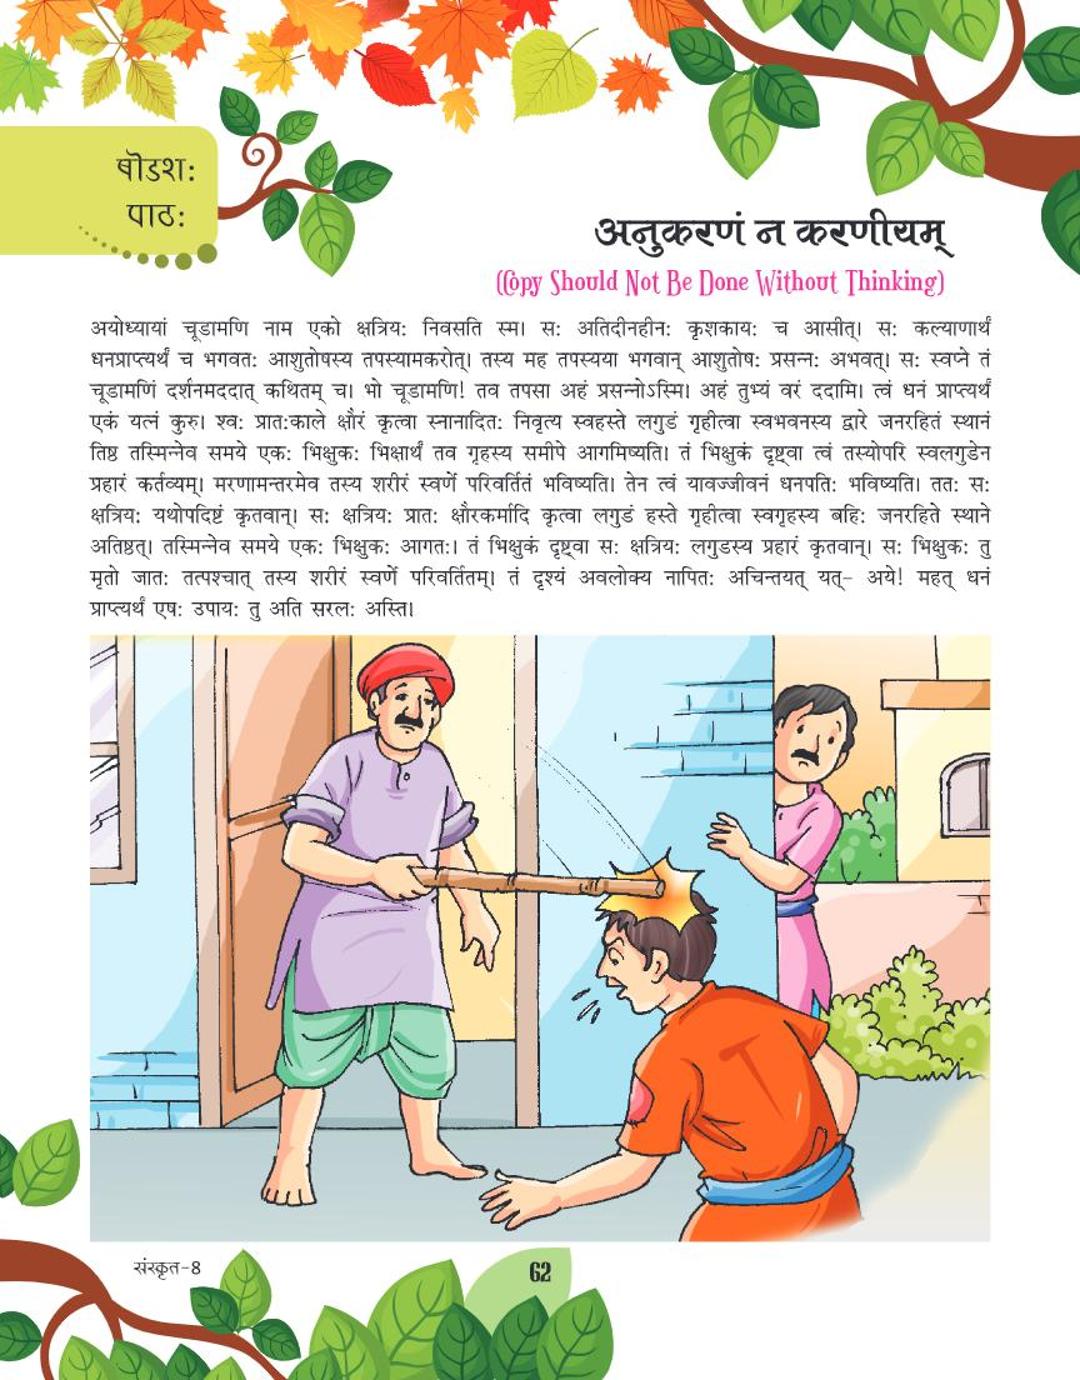 षोडशः
पाठः
अनुकरणं न करणीयम्
(Copy Should Not Be Done Without Thinking)
अयोध्यायां चूडामणि नाम एको क्षत्रियः निवसति स्म। सः अतिदीनहीनः कृशकायः च आसीत्। सः कल्याणार्थं
धनप्राप्त्यर्थं च भगवतः आशुतोषस्य तपस्यामकरोत्। तस्य मह तपस्यया भगवान् आशुतोषः प्रसन्नः अभवत्। सः स्वप्ने तं
चूडामणिं दर्शनमददात् कथितम् च। भो चूडामणि! तव तपसा अहं प्रसन्नोऽस्मि। अहं तुभ्यं वरं ददामि। त्वं धनं प्राप्त्यर्थं
एकं यत्नं कुरु। श्वः प्रातःकाले क्षौरं कृत्वा स्नानादितः निवृत्य स्वहस्ते लगुडं गृहीत्वा स्वभवनस्य द्वारे जनरहितं स्थानं
तिष्ठ तस्मिन्नेव समये एकः भिक्षुकः भिक्षार्थं तव गृहस्य समीपे आगमिष्यति। तं भिक्षुकं दृष्ट्वा त्वं तस्योपरि स्वलगुडेन
प्रहारं कर्तव्यम्। मरणामन्तरमेव तस्य शरीरं स्वर्णे परिवर्तितं भविष्यति। तेन त्वं यावज्जीवनं धनपतिः भविष्यति। ततः सः
क्षत्रियः यथोपदिष्टं कृतवान्। सः क्षत्रियः प्रातः क्षौरकर्मादि कृत्वा लगुडं हस्ते गृहीत्वा स्वगृहस्य बहिः जनरहिते स्थाने
अतिष्ठत्। तस्मिन्नेव समये एकः भिक्षुकः आगतः। तं भिक्षुकं दृष्ट्वा सः क्षत्रियः लगुडस्य प्रहारं कृतवान्। सः भिक्षुकः तु
मृतो जातः तत्पश्चात् तस्य शरीरं स्वर्णे परिवर्तितम्। तं दृश्यं अवलोक्य नापितः अचिन्तयत् यत्- अये! महत् धनं
प्राप्त्यर्थं एषः उपायः तु अति सरलः अस्ति।
संस्कृत-8
62